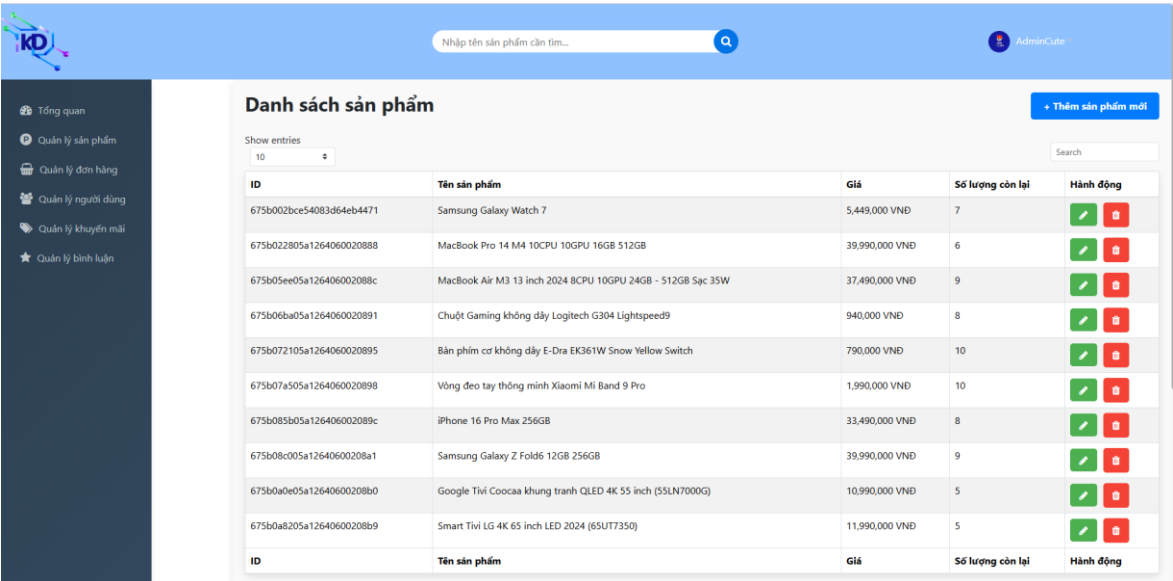 KD
Nhập tên sản phẩm cần tìm...
AdminCute
Tổng quan
Quản lý sản phẩm
Quản lý đơn hàng
Quản lý người dùng
Quản lý khuyến mãi
Quản lý bình luận
Danh sách sản phẩm
+ Thêm sản phẩm mới
Show entries
10
Search
ID Tên sản phẩm Giá Số lượng còn lại Hành động
675b002bce54083d64eb4471 Samsung Galaxy Watch 7 5,449,000 VNĐ 7
675b022805a1264060020888 MacBook Pro 14 M4 10CPU 10GPU 16GB 512GB 39,990,000 VNĐ 6
675b05ee05a126406002088c MacBook Air M3 13 inch 2024 8CPU 10GPU 24GB - 512GB Sạc 35W 37,490,000 VNĐ 9
675b06ba05a1264060020891 Chuột Gaming không dây Logitech G304 Lightspeed9 940,000 VNĐ 8
675b072105a1264060020895 Bàn phím cơ không dây E-Dra EK361W Snow Yellow Switch 790,000 VNĐ 10
675b07a505a1264060020898 Vòng đeo tay thông minh Xiaomi Mi Band 9 Pro 1,990,000 VNĐ 10
675b085b05a126406002089c iPhone 16 Pro Max 256GB 33,490,000 VNĐ 8
675b08c005a12640600208a1 Samsung Galaxy Z Fold6 12GB 256GB 39,990,000 VNĐ 9
675b0a0e05a12640600208b0 Google Tivi Coocaa khung tranh QLED 4K 55 inch (55LN7000G) 10,990,000 VNĐ 5
675b0a8205a12640600208b9 Smart Tivi LG 4K 65 inch LED 2024 (65UT7350) 11,990,000 VNĐ 5
ID Tên sản phẩm Giá Số lượng còn lại Hành động